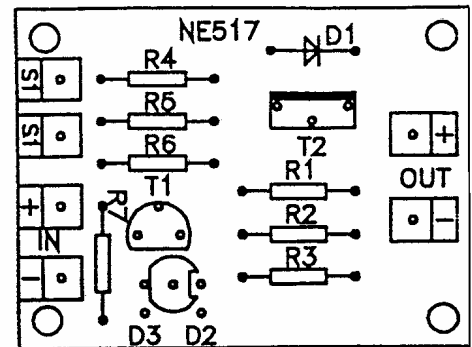 NE517
D1
S1
R4
R5
S1
R6
T2
T1
R1
+
OUT
R7
+
IN
R2
−
R3
−
D3
D2